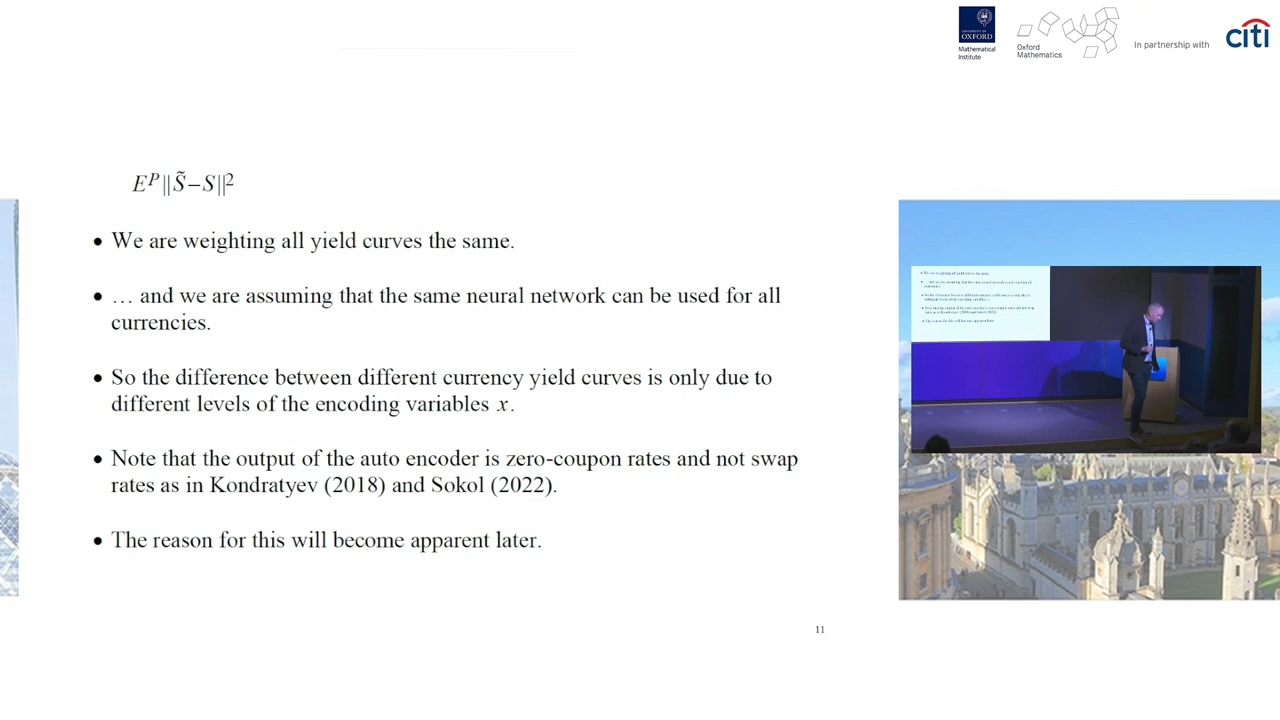 UNIVERSITY OF
OXFORD
Mathematical
Institute
Oxford
Mathematics
In partnership with
citi
E^P||S̃–S||²
• We are weighting all yield curves the same.
• … and we are assuming that the same neural network can be used for all
currencies.
• So the difference between different currency yield curves is only due to
different levels of the encoding variables x.
• Note that the output of the auto encoder is zero-coupon rates and not swap
rates as in Kondratyev (2018) and Sokol (2022).
• The reason for this will become apparent later.
11